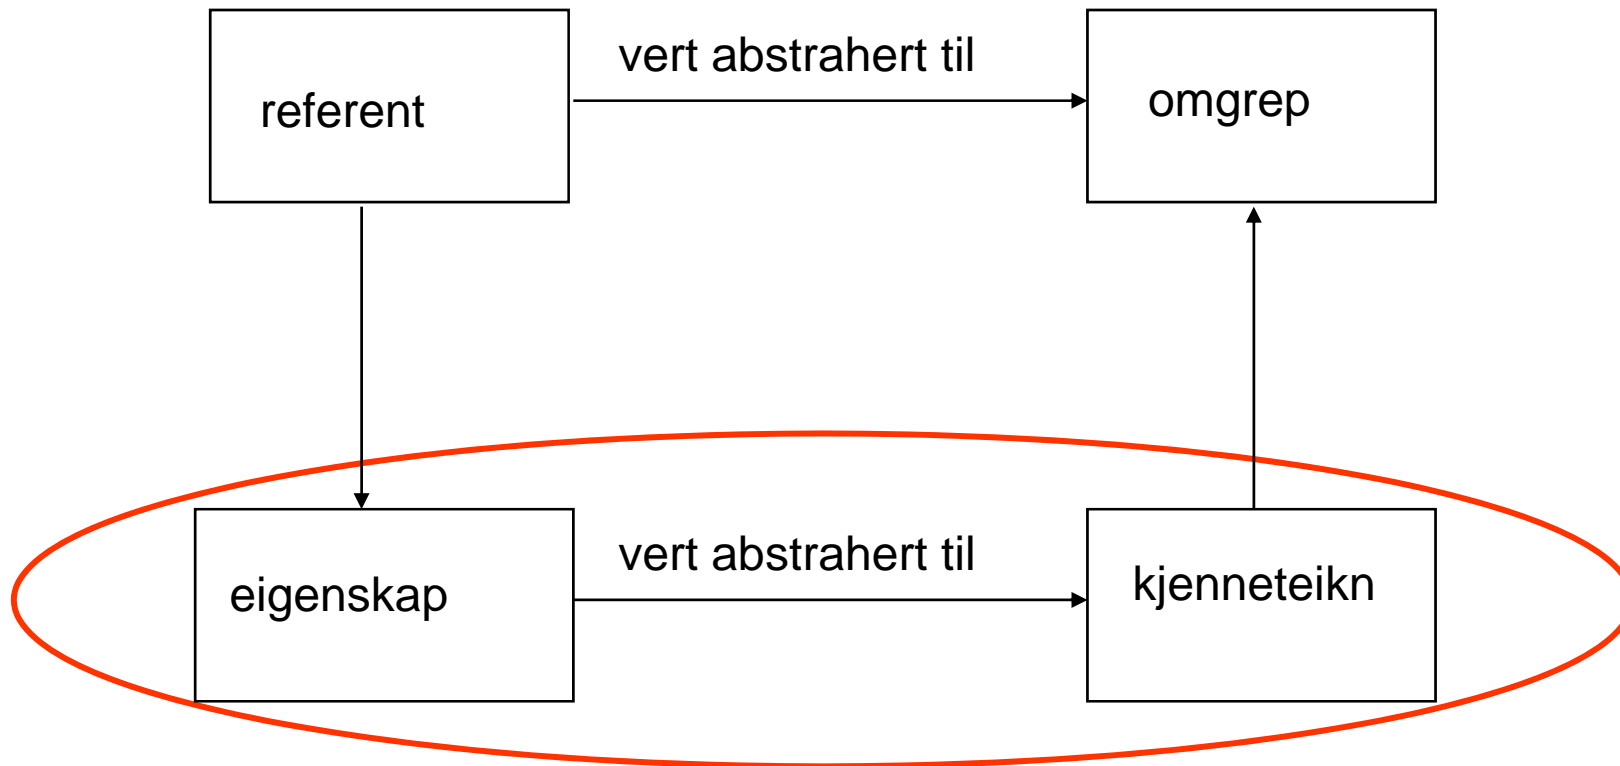 vert abstrahert til
referent
omgrep
vert abstrahert til
eigenskap
kjenneteikn